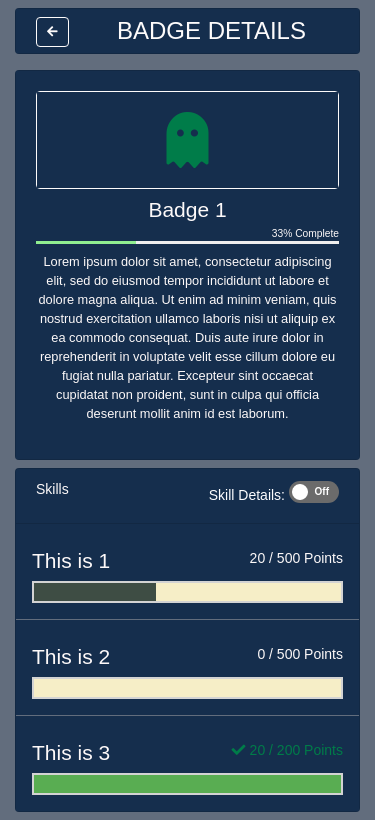 BADGE DETAILS
Badge 1
33% Complete
Lorem ipsum dolor sit amet, consectetur adipiscing
elit, sed do eiusmod tempor incididunt ut labore et
dolore magna aliqua. Ut enim ad minim veniam, quis
nostrud exercitation ullamco laboris nisi ut aliquip ex
ea commodo consequat. Duis aute irure dolor in
reprehenderit in voluptate velit esse cillum dolore eu
fugiat nulla pariatur. Excepteur sint occaecat
cupidatat non proident, sunt in culpa qui officia
deserunt mollit anim id est laborum.
Skills
Skill Details: Off
This is 1
20 / 500 Points
This is 2
0 / 500 Points
This is 3
20 / 200 Points